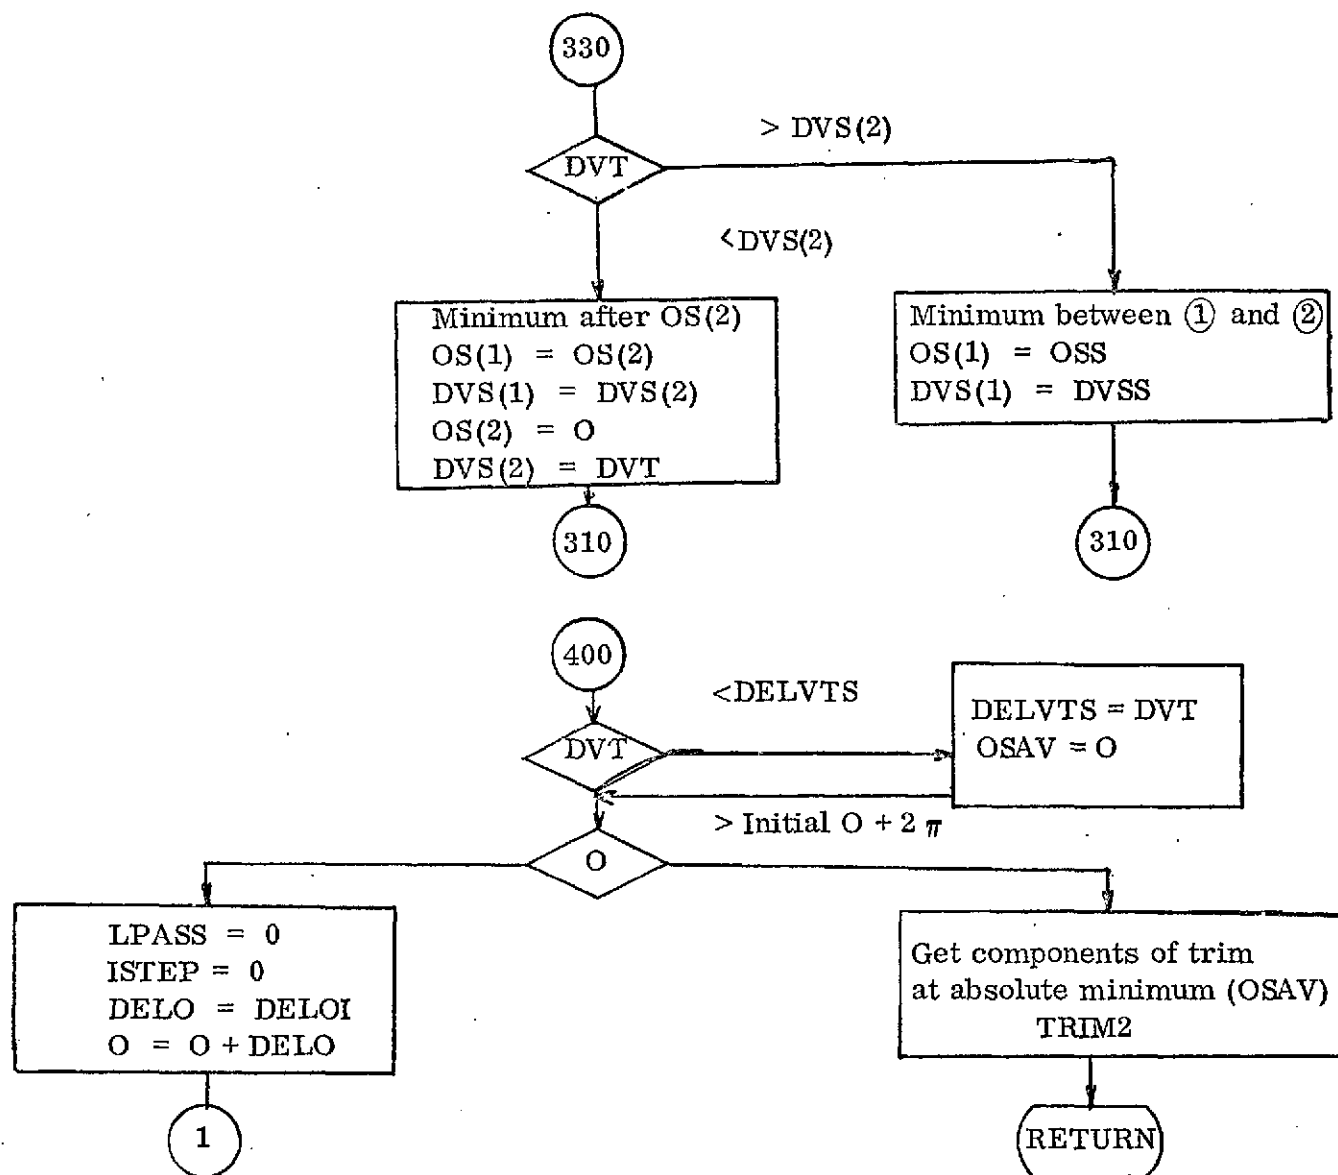 330
> DVS(2)
DVT
<DVS(2)
Minimum after OS(2)
OS(1) = OS(2)
DVS(1) = DVS(2)
OS(2) = O
DVS(2) = DVT
Minimum between ① and ②
OS(1) = OSS
DVS(1) = DVSS
310
310
400
<DELVTS
DVT
DELVTS = DVT
OSAV = O
> Initial O + 2 π
O
LPASS = 0
ISTEP = 0
DELO = DELOI
O = O + DELO
Get components of trim
at absolute minimum (OSAV)
TRIM2
1
RETURN